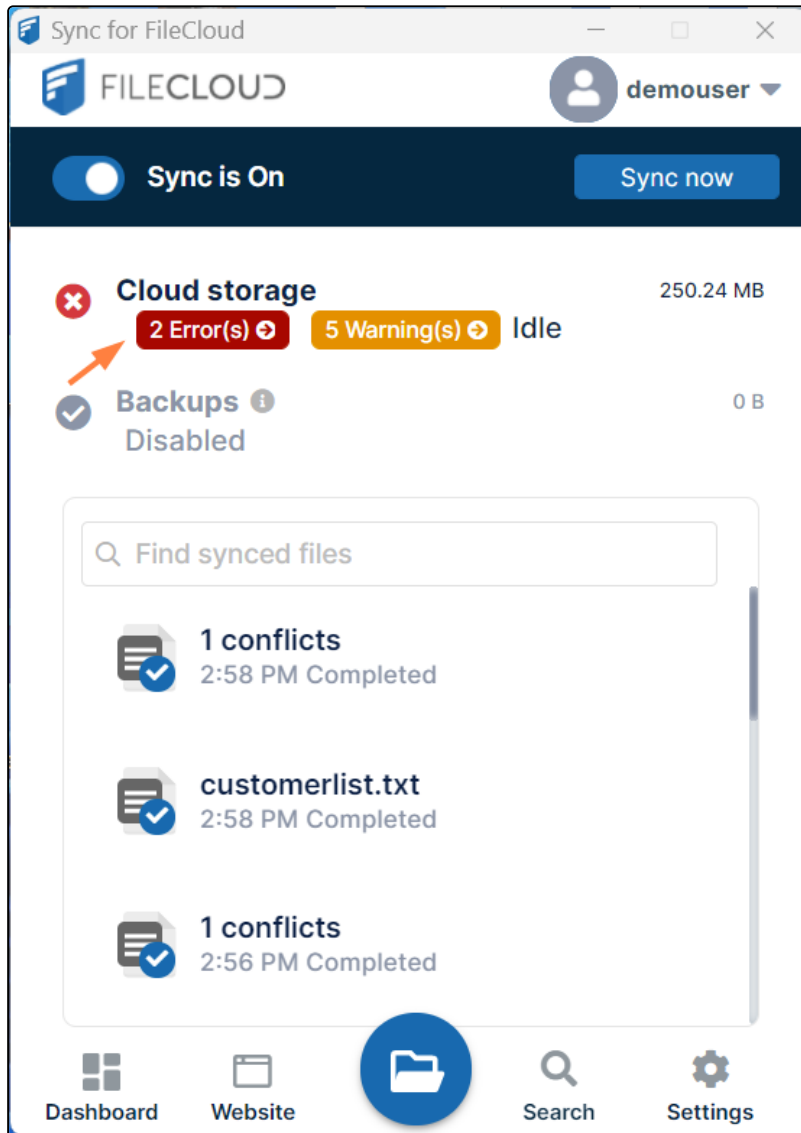 Sync for FileCloud
FILECLOUD
demouser
Sync is On
Sync now
Cloud storage
250.24 MB
2 Error(s)
5 Warning(s)
Idle
Backups
0 B
Disabled
Find synced files
1 conflicts
2:58 PM Completed
customerlist.txt
2:58 PM Completed
1 conflicts
2:56 PM Completed
Dashboard
Website
Search
Settings